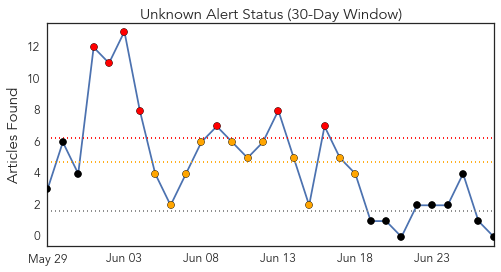 Unknown Alert Status (30-Day Window)
Articles Found
12
10
8
6
4
2
0
May 29 Jun 03 Jun 08 Jun 13 Jun 18 Jun 23